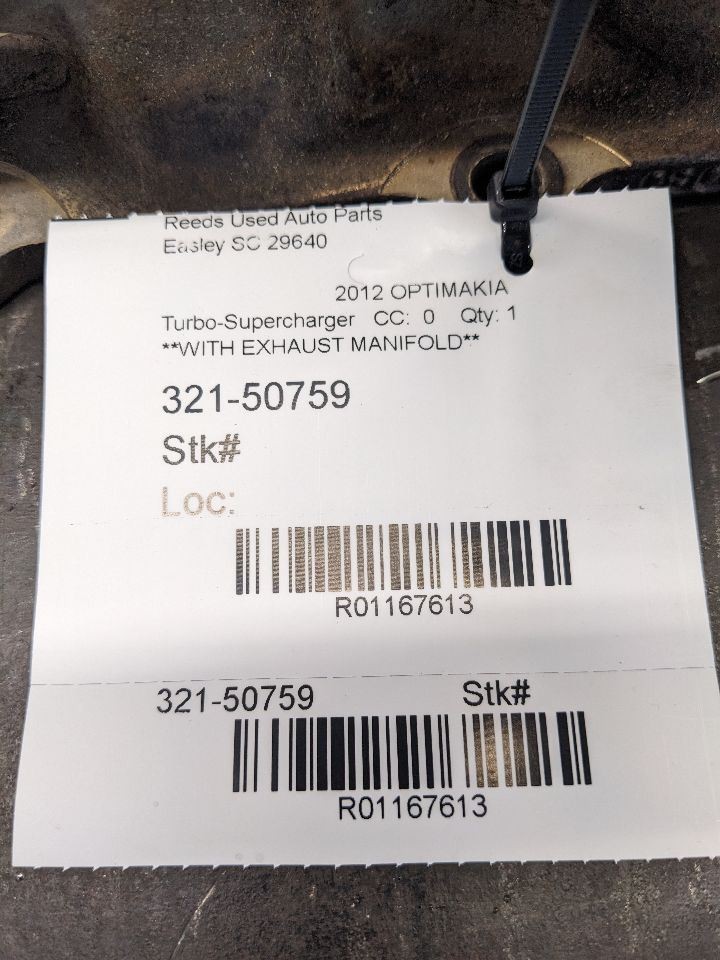 Reeds Used Auto Parts
Easley SC 29640
2012 OPTIMAKIA
Turbo-Supercharger CC: 0 Qty: 1
**WITH EXHAUST MANIFOLD**
321-50759
Stk#
Loc:
R01167613
321-50759 Stk#
R01167613